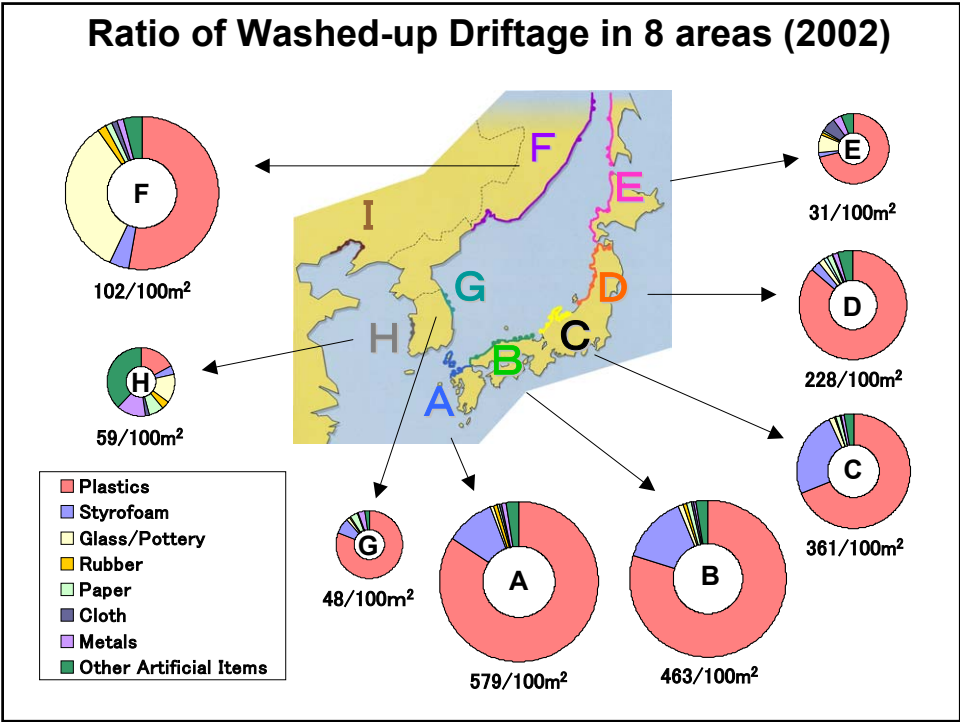 Ratio of Washed-up Driftage in 8 areas (2002)
F
102/100m²
H
59/100m²
I
F
E
G
D
H
C
B
A
E
31/100m²
D
228/100m²
C
361/100m²
G
48/100m²
A
579/100m²
B
463/100m²
Plastics
Styrofoam
Glass/Pottery
Rubber
Paper
Cloth
Metals
Other Artificial Items